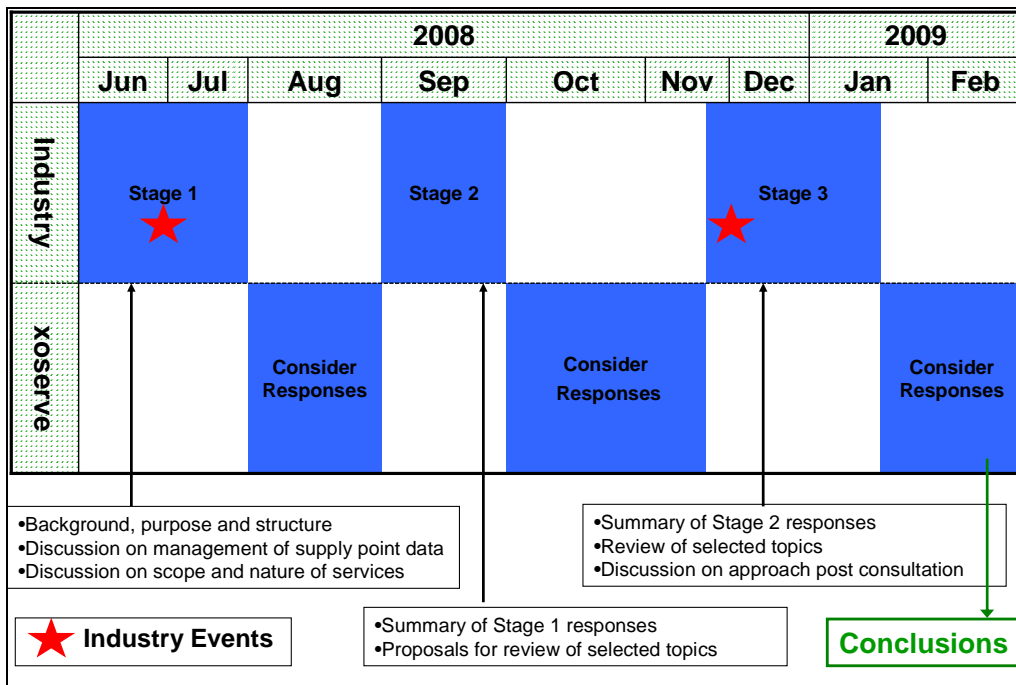 2008
2009
Jun
Jul
Aug
Sep
Oct
Nov
Dec
Jan
Feb
Industry
Stage 1
Stage 2
Stage 3
xoserve
Consider
Responses
Consider
Responses
Consider
Responses
•Background, purpose and structure
•Discussion on management of supply point data
•Discussion on scope and nature of services
•Summary of Stage 2 responses
•Review of selected topics
•Discussion on approach post consultation
•Summary of Stage 1 responses
•Proposals for review of selected topics
Industry Events
Conclusions